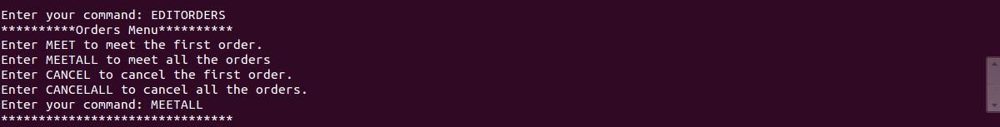 Enter your command: EDITORDERS
**********Orders Menu**********
Enter MEET to meet the first order.
Enter MEETALL to meet all the orders
Enter CANCEL to cancel the first order.
Enter CANCELALL to cancel all the orders.
Enter your command: MEETALL
*******************************